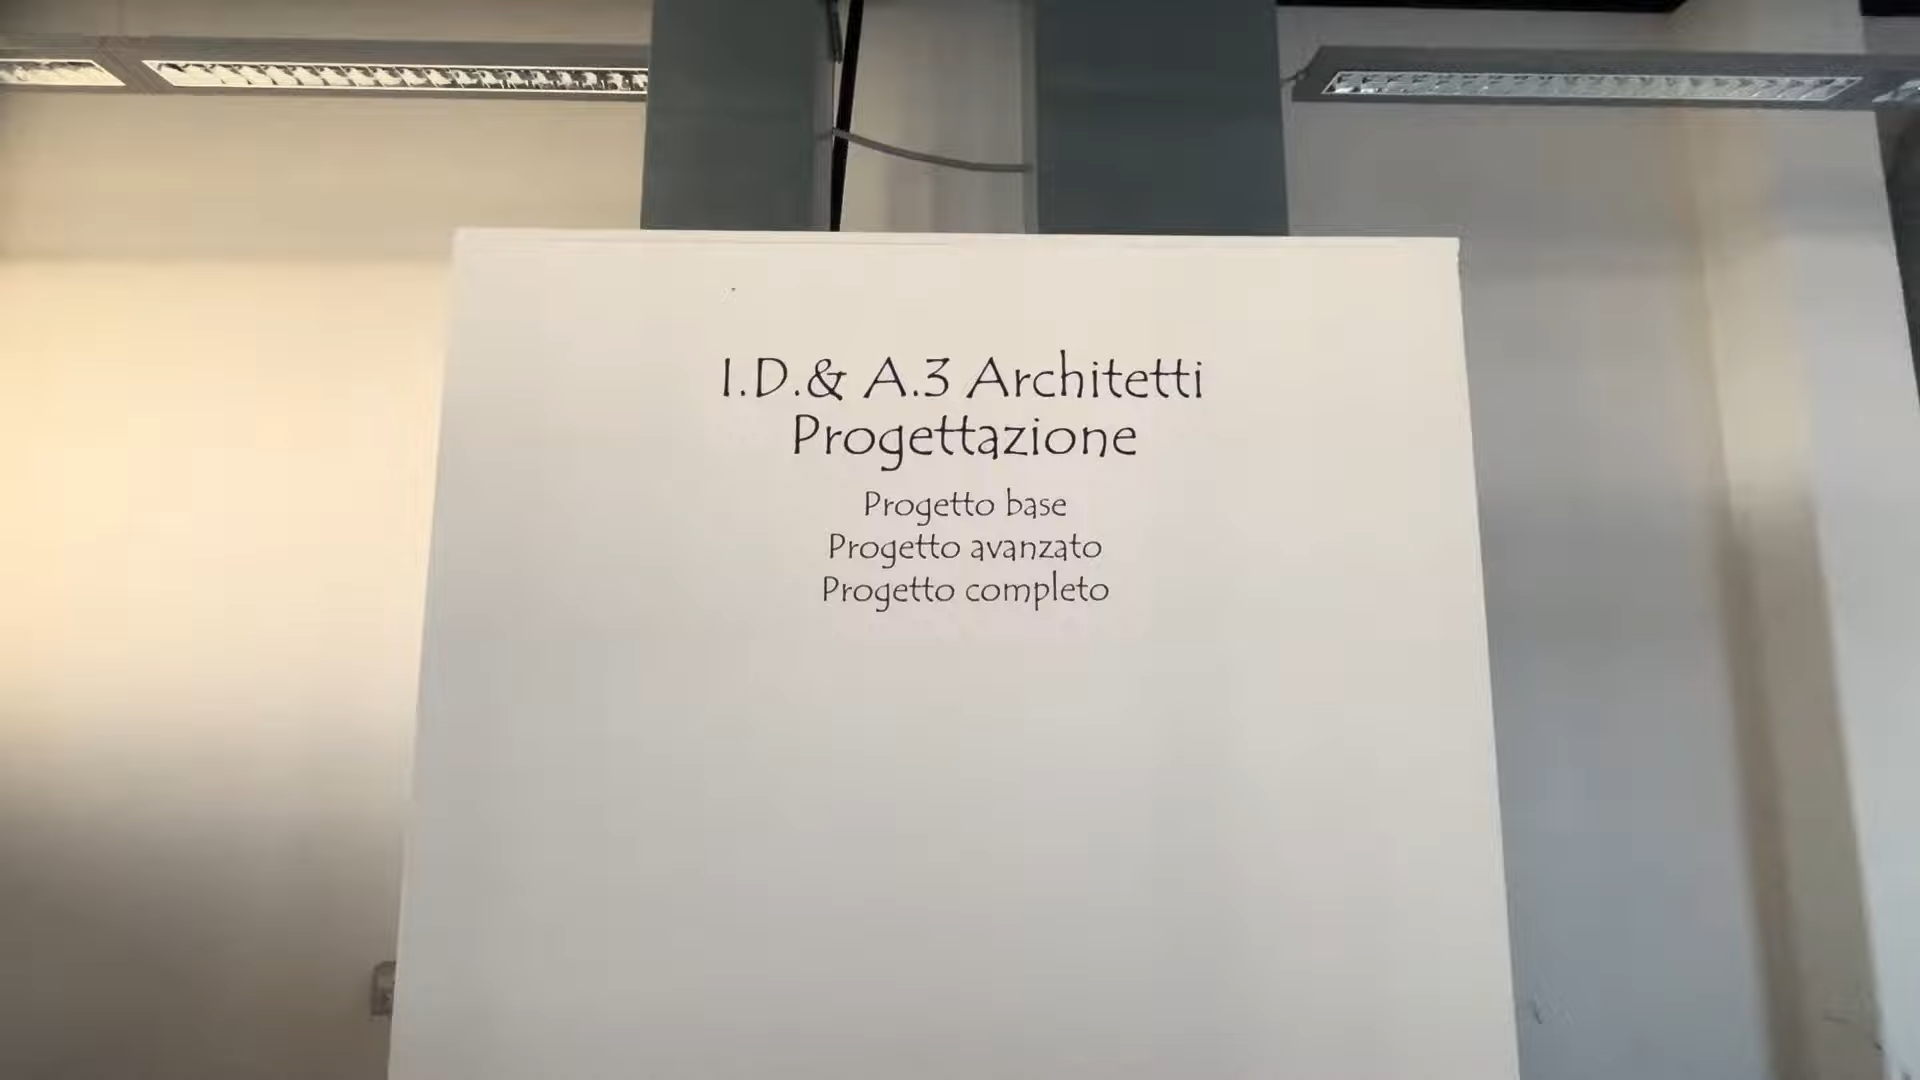 I.D.& A.3 Architetti
Progettazione
Progetto base
Progetto avanzato
Progetto completo